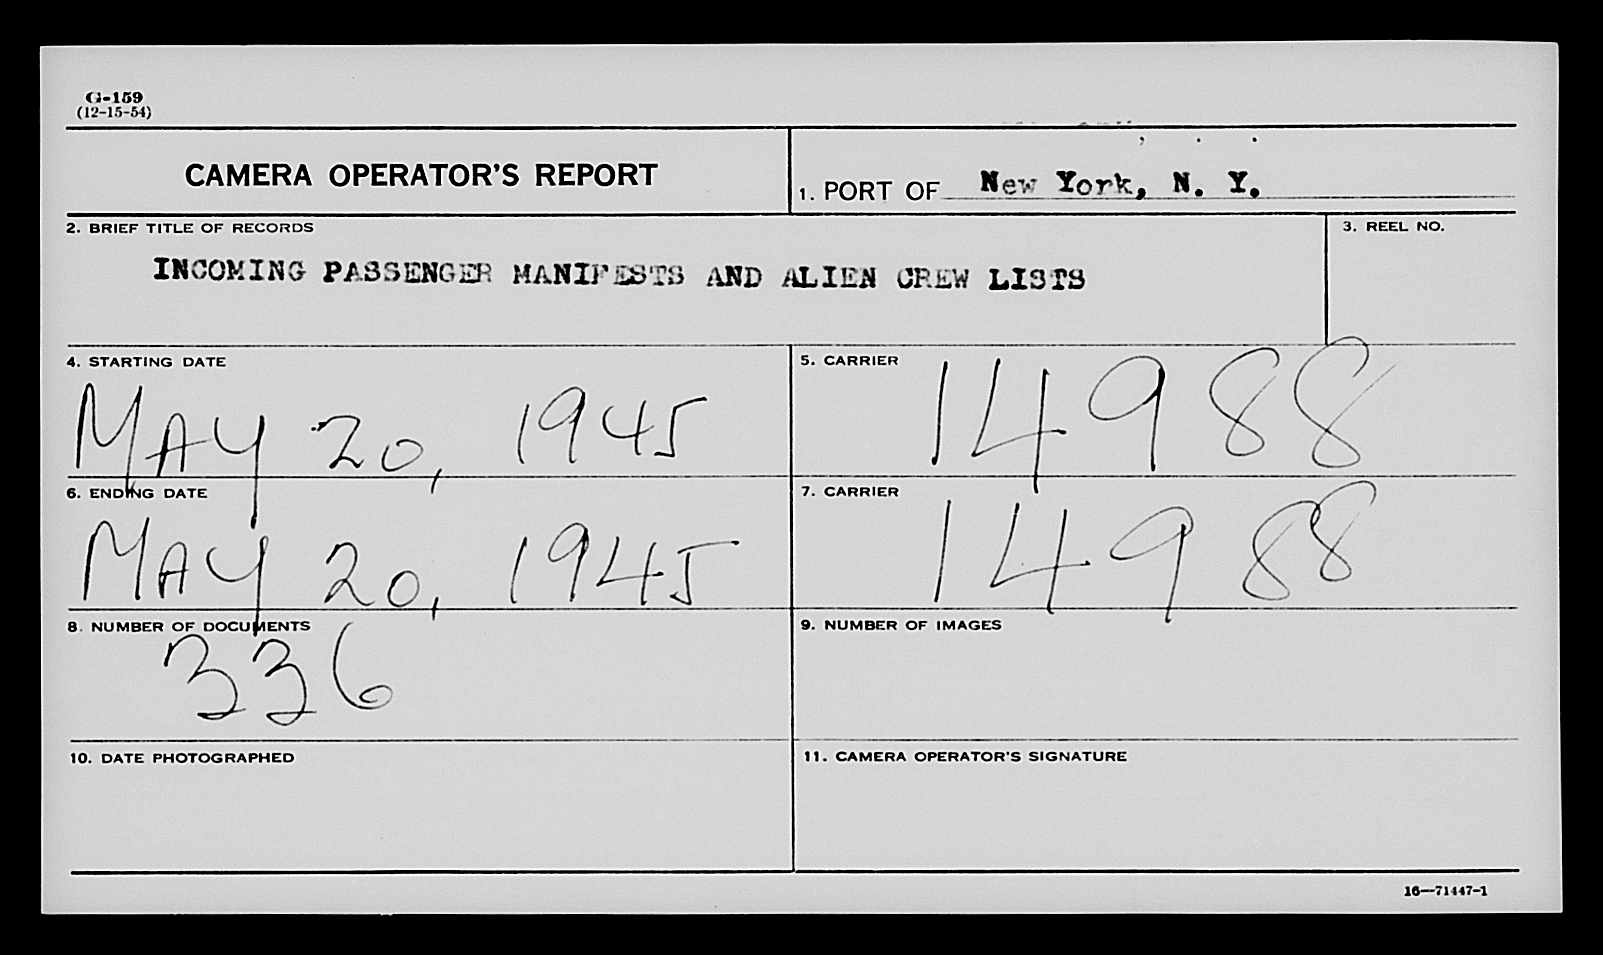 G-159
(12-15-54)
CAMERA OPERATOR'S REPORT
1. PORT OF New York, N. Y.
2. BRIEF TITLE OF RECORDS
INCOMING PASSENGER MANIFESTS AND ALIEN CREW LISTS
3. REEL NO.
4. STARTING DATE
MAY 20, 1945
5. CARRIER
14988
6. ENDING DATE
MAY 20, 1945
7. CARRIER
14988
8. NUMBER OF DOCUMENTS
336
9. NUMBER OF IMAGES
10. DATE PHOTOGRAPHED
11. CAMERA OPERATOR'S SIGNATURE
16—71447-1